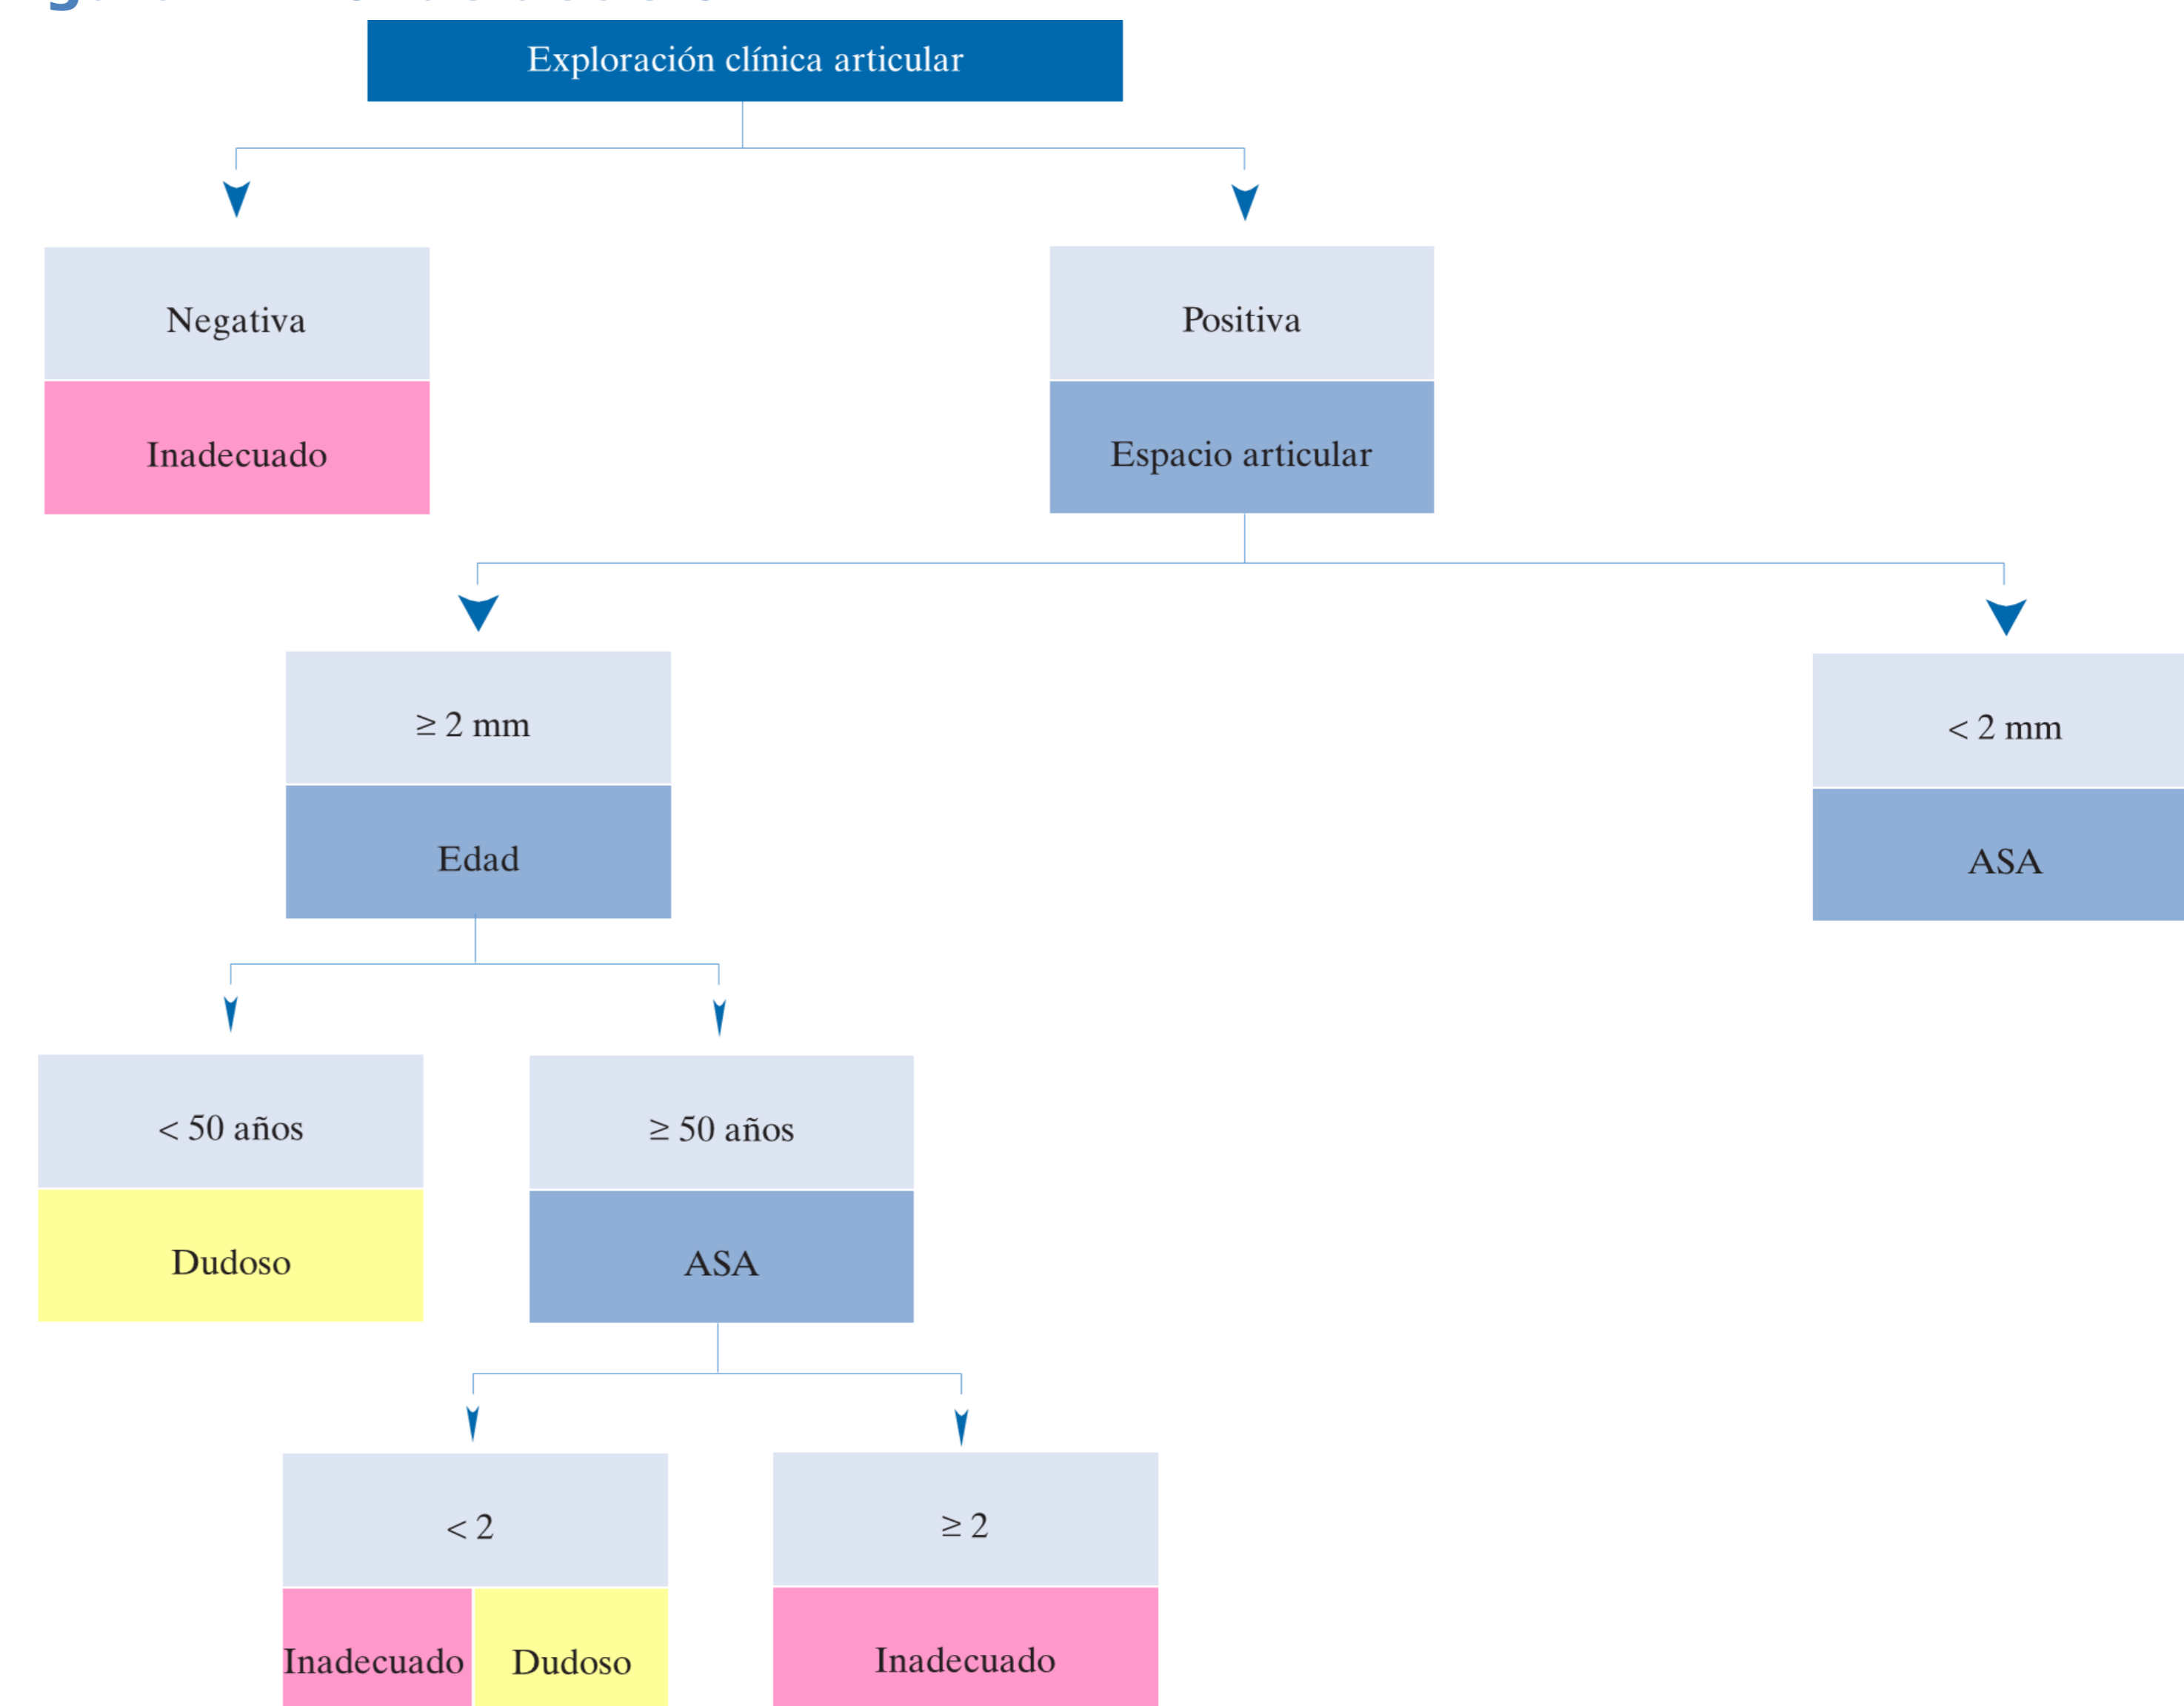 Exploración clínica articular
Negativa
Positiva
Inadecuado
Espacio articular
≥ 2 mm
< 2 mm
Edad
ASA
< 50 años
≥ 50 años
Dudoso
ASA
< 2
≥ 2
Inadecuado
Dudoso
Inadecuado